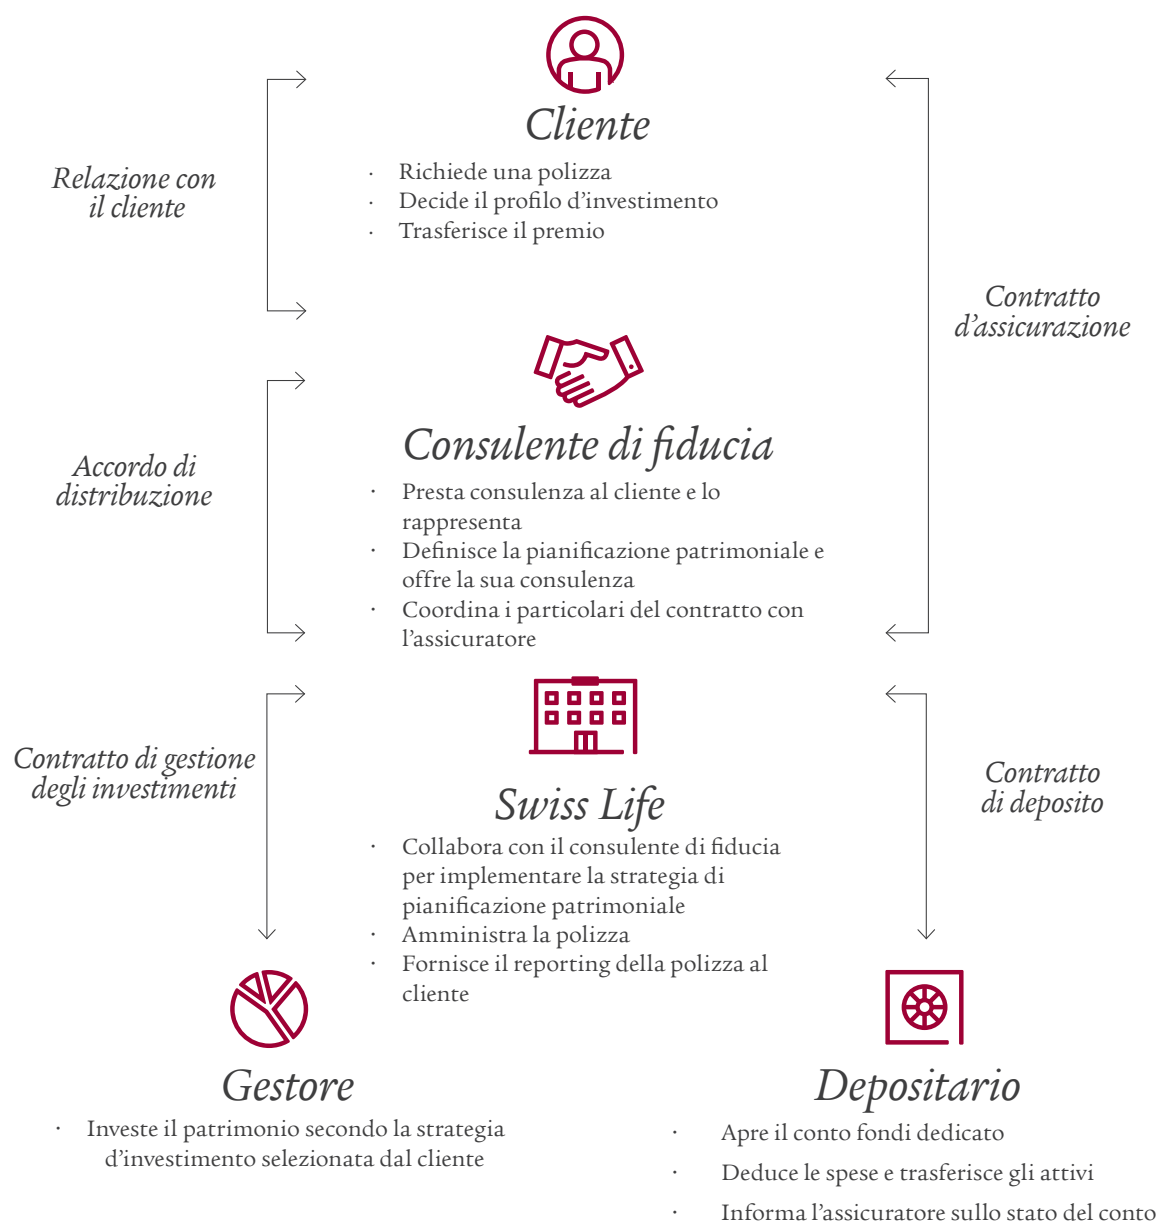 Cliente
· Richiede una polizza
· Decide il profilo d’investimento
· Trasferisce il premio
Relazione con
il cliente
Contratto
d’assicurazione
Consulente di fiducia
· Presta consulenza al cliente e lo
rappresenta
· Definisce la pianificazione patrimoniale e
offre la sua consulenza
· Coordina i particolari del contratto con
l’assicuratore
Accordo di
distribuzione
Swiss Life
· Collabora con il consulente di fiducia
per implementare la strategia di
pianificazione patrimoniale
· Amministra la polizza
· Fornisce il reporting della polizza al
cliente
Contratto di gestione
degli investimenti
Contratto
di deposito
Gestore
· Investe il patrimonio secondo la strategia
d’investimento selezionata dal cliente
Depositario
· Apre il conto fondi dedicato
· Deduce le spese e trasferisce gli attivi
· Informa l’assicuratore sullo stato del conto